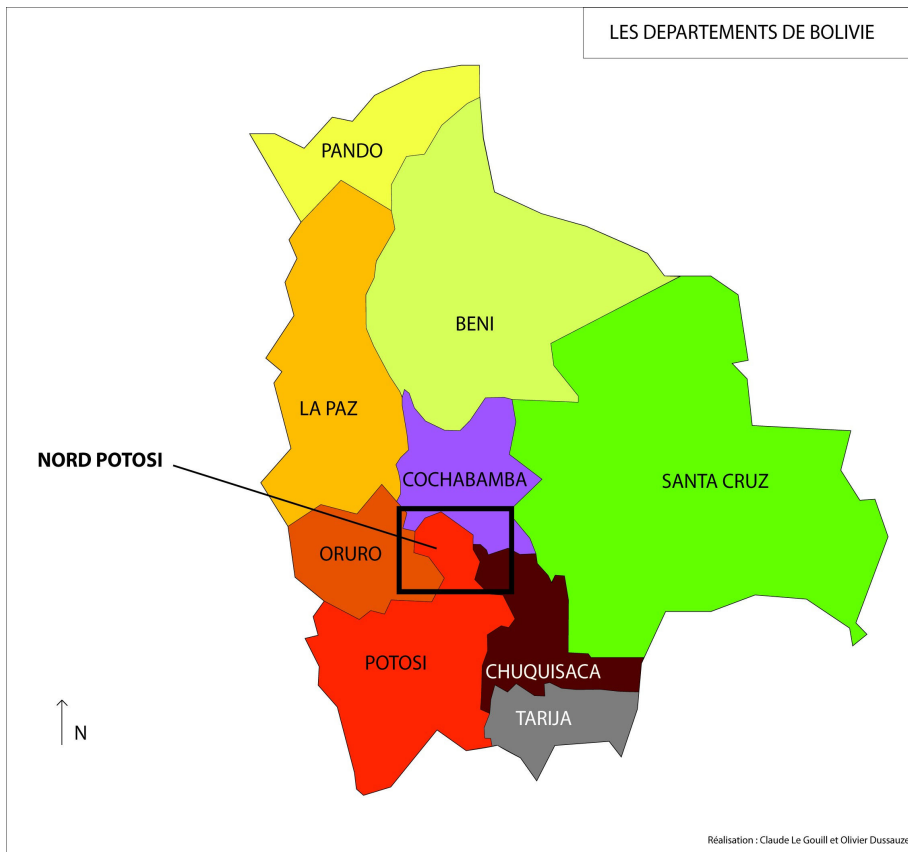 LES DEPARTEMENTS DE BOLIVIE
PANDO
BENI
LA PAZ
NORD POTOSI
COCHABAMBA
SANTA CRUZ
ORURO
POTOSI
CHUQUISACA
TARIJA
N
Réalisation : Claude Le Gouill et Olivier Dussauze